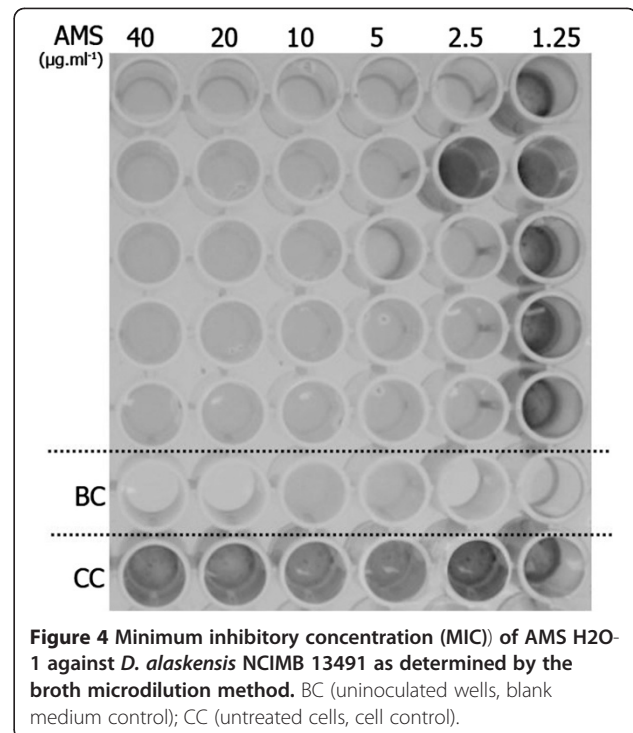 AMS 40 20 10 5 2.5 1.25
(µg.ml⁻¹)
BC
CC
Figure 4 Minimum inhibitory concentration (MIC)) of AMS H2O-
1 against D. alaskensis NCIMB 13491 as determined by the
broth microdilution method. BC (uninoculated wells, blank
medium control); CC (untreated cells, cell control).